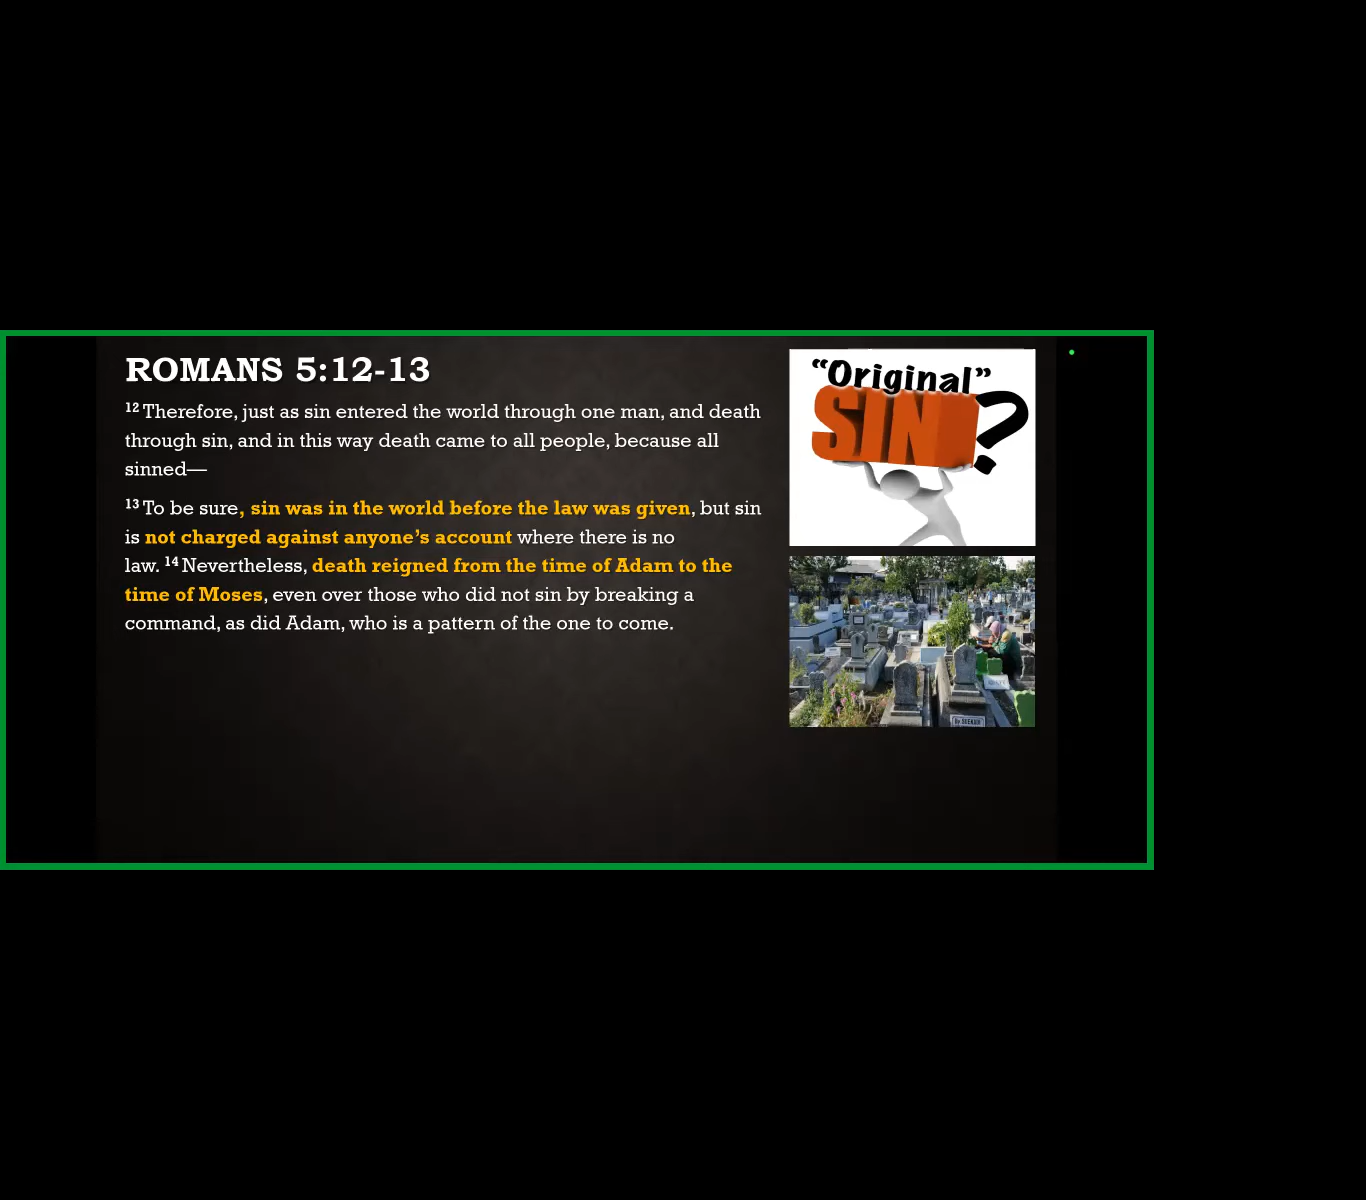 ROMANS 5:12-13
12 Therefore, just as sin entered the world through one man, and death
through sin, and in this way death came to all people, because all
sinned—
13 To be sure, sin was in the world before the law was given, but sin
is not charged against anyone’s account where there is no
law. 14 Nevertheless, death reigned from the time of Adam to the
time of Moses, even over those who did not sin by breaking a
command, as did Adam, who is a pattern of the one to come.
“Original”
SIN?